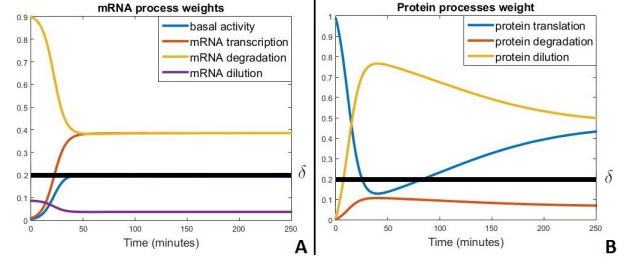 mRNA process weights
0.9
0.8
0.7
0.6
0.5
0.4
0.3
0.2
0.1
0
0
50
100
150
200
250
Time (minutes)
basal activity
mRNA transcription
mRNA degradation
mRNA dilution
δ
A
Protein processes weight
1
0.9
0.8
0.7
0.6
0.5
0.4
0.3
0.2
0.1
0
0
50
100
150
200
250
Time (minutes)
protein translation
protein degradation
protein dilution
δ
B